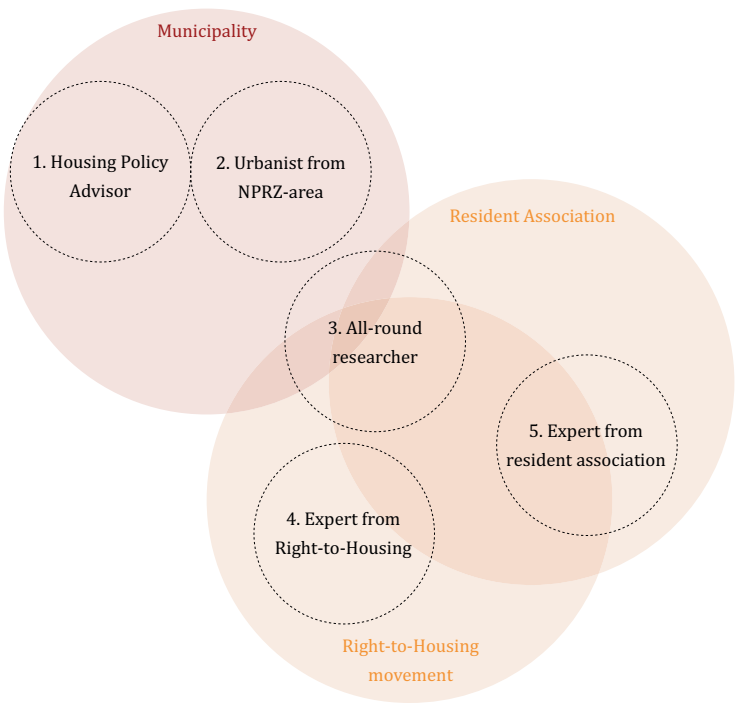 Municipality
1. Housing Policy
Advisor
2. Urbanist from
NPRZ-area
Resident Association
3. All-round
researcher
5. Expert from
resident association
4. Expert from
Right-to-Housing
Right-to-Housing
movement